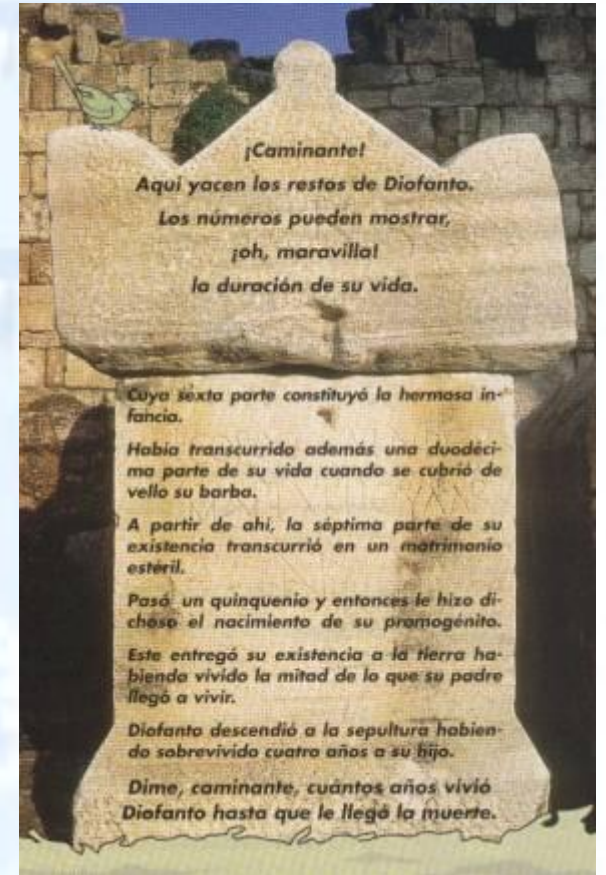 ¡Caminante!
Aquí yacen los restos de Diofanto.
Los números pueden mostrar,
¡oh, maravilla!
la duración de su vida.
Cuya sexta parte constituyó la hermosa in-
fancia.
Había transcurrido además una duodéci-
ma parte de su vida cuando se cubrió de
vello su barba.
A partir de ahí, la séptima parte de su
existencia transcurrió en un matrimonio
estéril.
Pasó un quinquenio y entonces le hizo di-
choso el nacimiento de su promogénito.
Este entregó su existencia a la tierra ha-
biendo vivido la mitad de lo que su padre
llegó a vivir.
Diofanto descendió a la sepultura habien-
do sobrevivido cuatro años a su hijo.
Dime, caminante, cuántos años vivió
Diofanto hasta que le llegó la muerte.